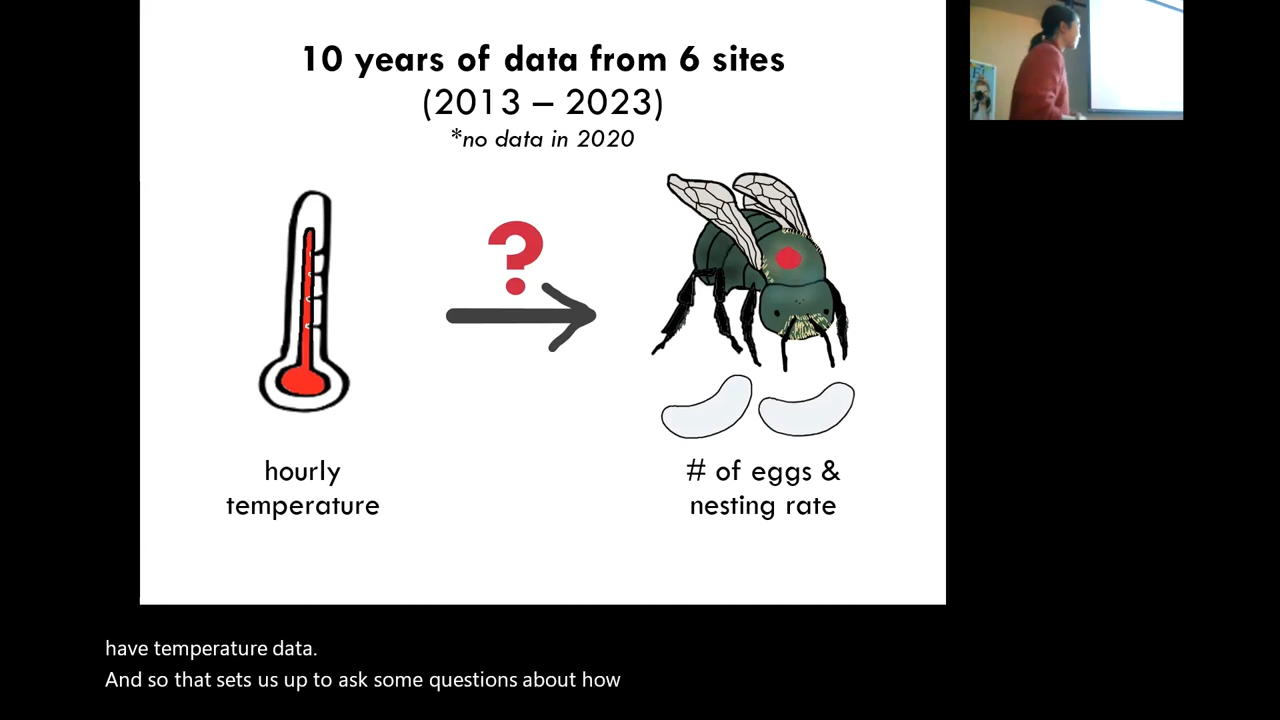 10 years of data from 6 sites
(2013 – 2023)
*no data in 2020
?
hourly
temperature
# of eggs &
nesting rate
have temperature data.
And so that sets us up to ask some questions about how